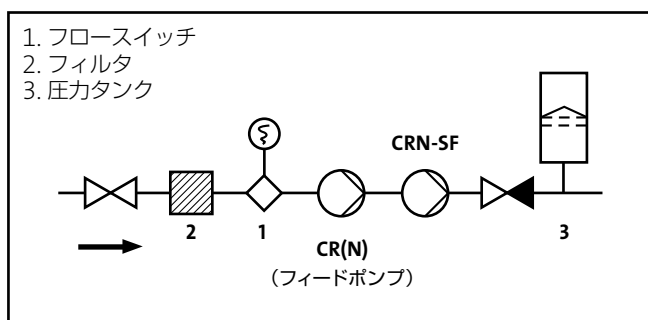 1. フロースイッチ
2. フィルタ
3. 圧力タンク
CRN-SF
2
1
3
CR(N)
（フィードポンプ）